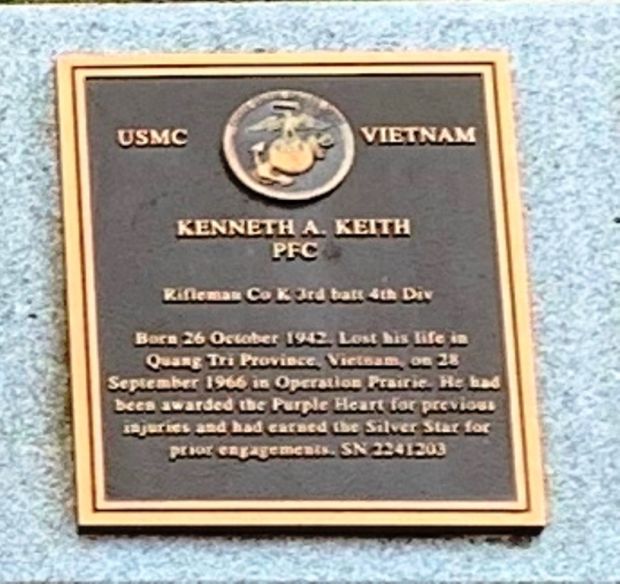 USMC VIETNAM
KENNETH A. KEITH
PFC
Rifleman Co K 3rd batt 4th Div
Born 26 October 1942. Lost his life in
Quang Tri Province, Vietnam, on 28
September 1966 in Operation Prairie. He had
been awarded the Purple Heart for previous
injuries and had earned the Silver Star for
prior engagements. SN 2241203